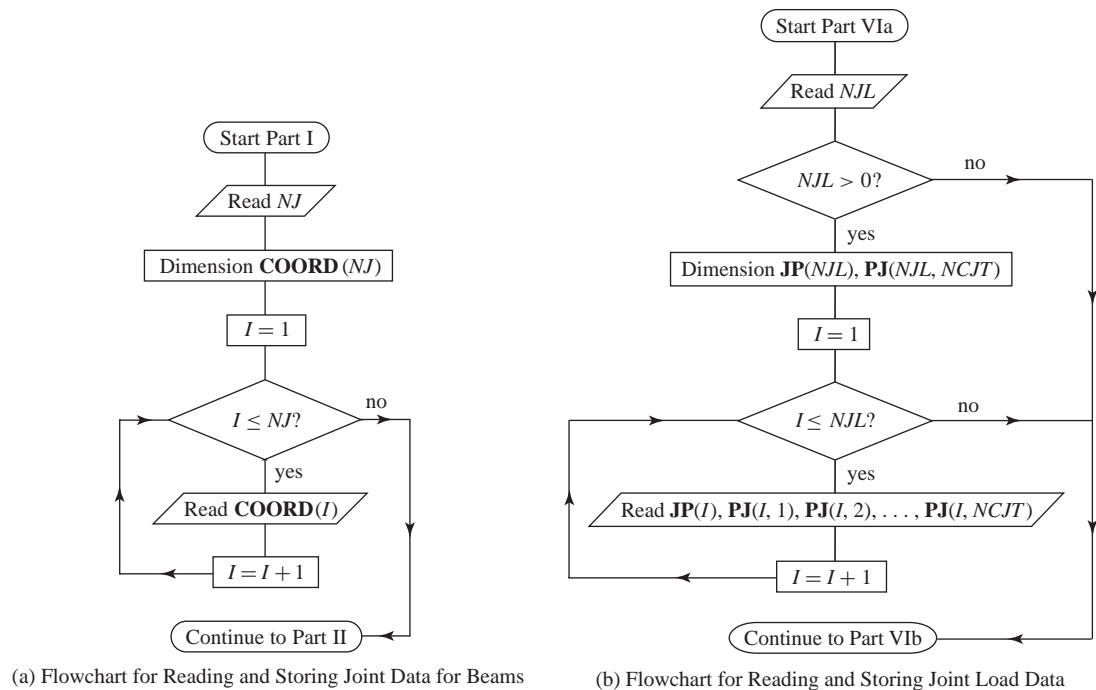 Start Part I
Read NJ
Dimension COORD(NJ)
I = 1
I ≤ NJ?
no
yes
Read COORD(I)
I = I + 1
Continue to Part II
(a) Flowchart for Reading and Storing Joint Data for Beams
Start Part VIa
Read NJL
NJL > 0?
no
yes
Dimension JP(NJL), PJ(NJL, NCJT)
I = 1
I ≤ NJL?
no
yes
Read JP(I), PJ(I, 1), PJ(I, 2), . . . , PJ(I, NCJT)
I = I + 1
Continue to Part VIb
(b) Flowchart for Reading and Storing Joint Load Data